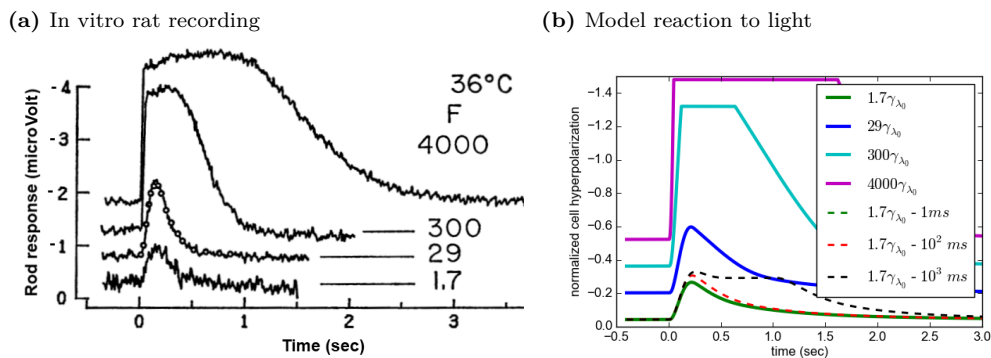 (a) In vitro rat recording
Rod response (microVolt)
-4
-3
-2
-1
0
36°C
F
4000
300
29
1.7
0
1
2
3
Time (sec)
(b) Model reaction to light
normalized cell hyperpolarization
−1.4
−1.2
−1.0
−0.8
−0.6
−0.4
−0.2
0.0
1.7γλ₀
29γλ₀
300γλ₀
4000γλ₀
1.7γλ₀ - 1ms
1.7γλ₀ - 10² ms
1.7γλ₀ - 10³ ms
−0.5
0.0
0.5
1.0
1.5
2.0
2.5
3.0
time (sec)